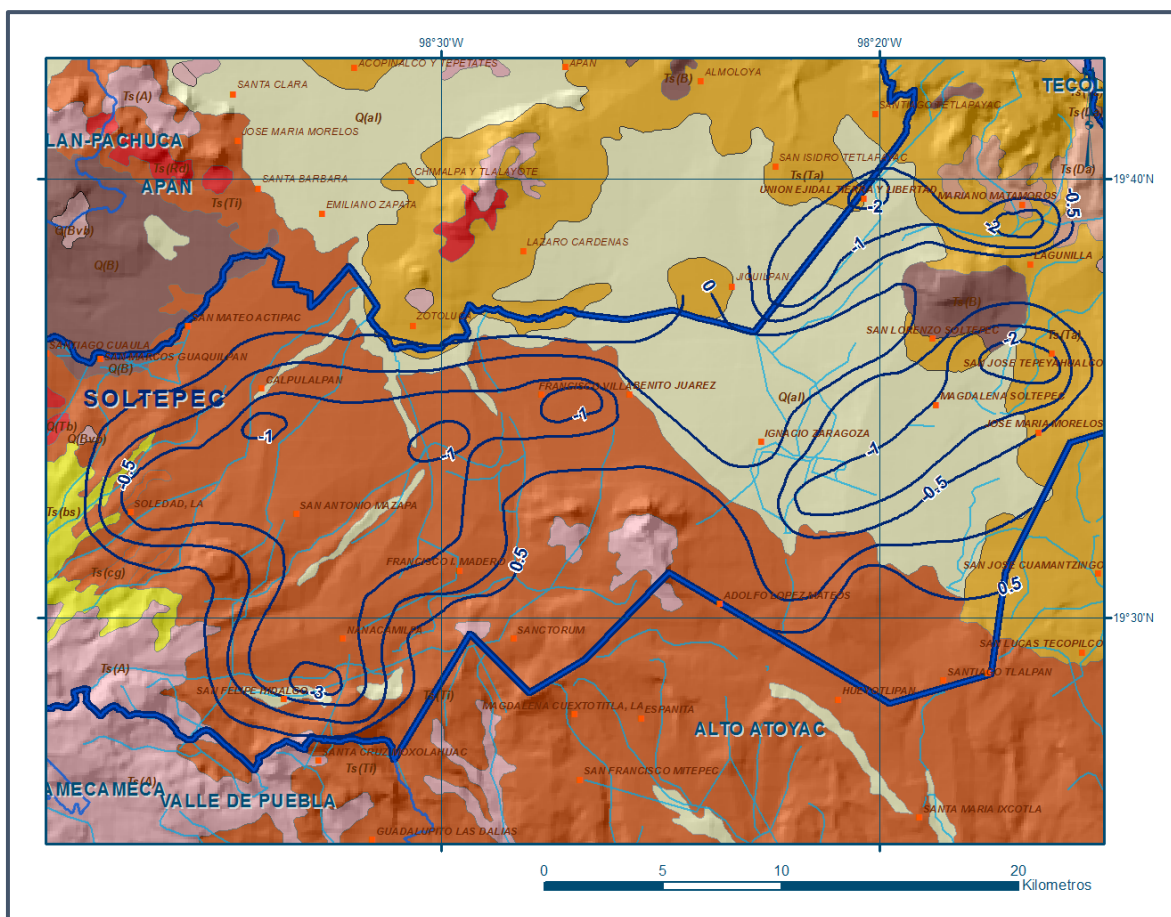 98°30'W
98°20'W
ACOPINALCO Y TEPETATES
APAN
ALMOLOYA
Ts(B)
TECOL
Ts(A)
SANTA CLARA
Q(al)
SANTIAGO TETLAPAYAC
LAN-PACHUCA
JOSE MARIA MORELOS
SAN ISIDRO TETLAPAYAC
Ts(Ta)
Ts(Da)
19°40'N
APAN
SANTA BARBARA
CHIMALPA Y TLALAYOTE
UNION EJIDAL TIERRA Y LIBERTAD
MARIANO MATAMOROS
-0.5
Ts(Ti)
EMILIANO ZAPATA
-2
-2
Q(Bvb)
-1
LAZARO CARDENAS
LAGUNILLA
Q(B)
JIQUILPAN
0
Ts(B)
SAN MATEO ACTIPAC
ZOTOLUCA
SAN LORENZO SOLTEPEC
Ts(Ta)
SANTIAGO CUAULA
-2
SAN MARCOS GUAQUILPAN
SAN JOSE TEPEYAHUALCO
Q(B)
CALPULALPAN
FRANCISCO VILLA
BENITO JUAREZ
SOLTEPEC
Q(al)
MAGDALENA SOLTEPEC
-1
Q(Tb)
-1
JOSE MARIA MORELOS
Q(Bvb)
IGNACIO ZARAGOZA
-1
-1
-0.5
-0.5
SOLEDAD, LA
SAN ANTONIO MAZAPA
Ts(bs)
0.5
FRANCISCO I. MADERO
SAN JOSE CUAMANTZINGO
Ts(cg)
0.5
ADOLFO LOPEZ MATEOS
19°30'N
NANACAMILPA
SANCTORUM
SAN LUCAS TECOPILCO
Ts(A)
SANTIAGO TLALPAN
SAN FELIPE HIDALGO
-3
Ts(Ti)
HUEYOTLIPAN
MAGDALENA CUEXTOTITLA, LA
ESPANITA
ALTO ATOYAC
SANTA CRUZ MOXOLAHUAC
Ts(Ti)
Ts(A)
SAN FRANCISCO MITEPEC
AMECAMECA
VALLE DE PUEBLA
SANTA MARIA IXCOTLA
GUADALUPITO LAS DALIAS
0
5
10
20
Kilometros